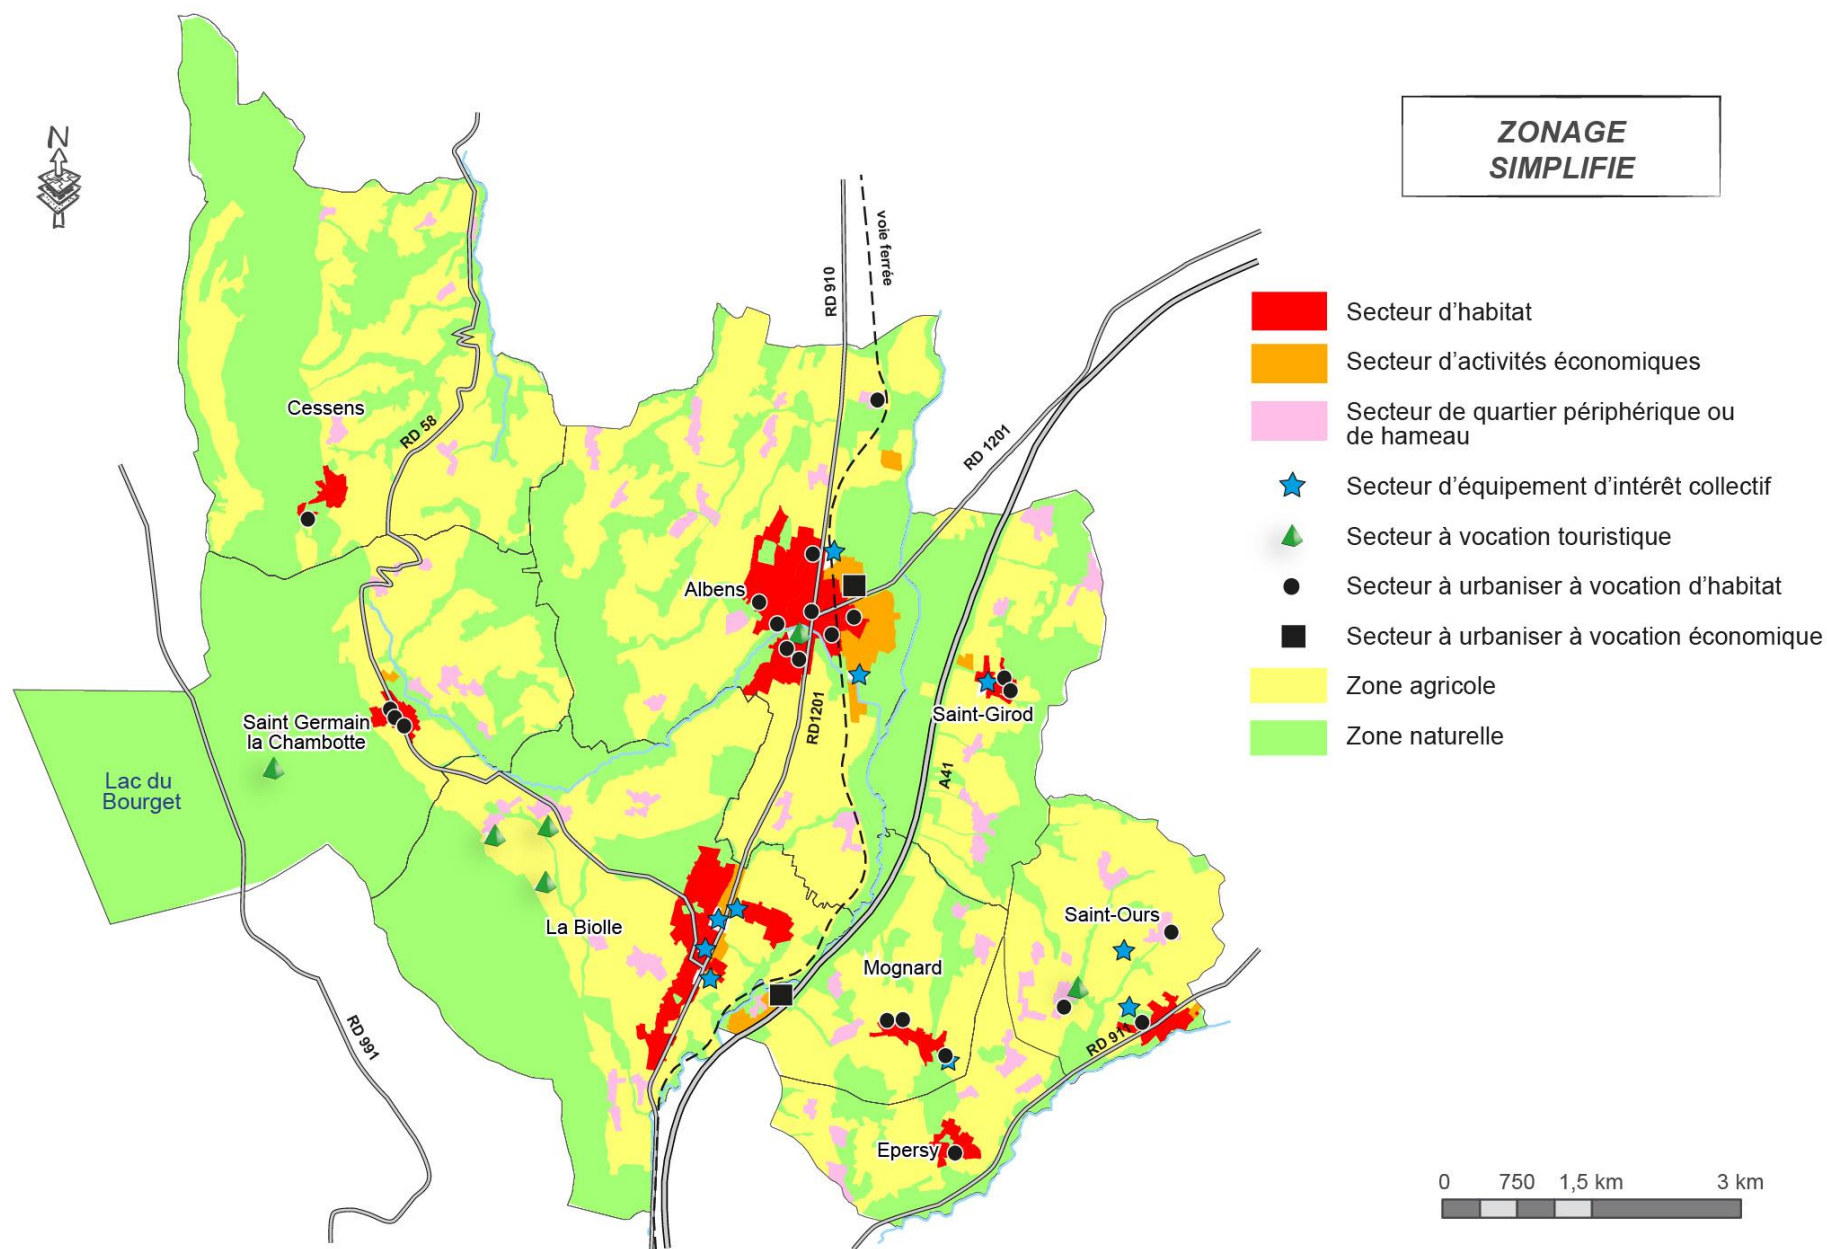 N
ZONAGE
SIMPLIFIE
voie ferrée
RD 910
Secteur d’habitat
Secteur d’activités économiques
Cessens
RD 58
Secteur de quartier périphérique ou
de hameau
RD 1201
Secteur d’équipement d’intérêt collectif
Secteur à vocation touristique
Albens
Secteur à urbaniser à vocation d’habitat
Secteur à urbaniser à vocation économique
Zone agricole
Saint Germain
la Chambotte
RD1201
Saint-Girod
Zone naturelle
Lac du
Bourget
A41
La Biolle
Saint-Ours
Mognard
RD 991
RD 911
Epersy
0 750 1,5 km 3 km